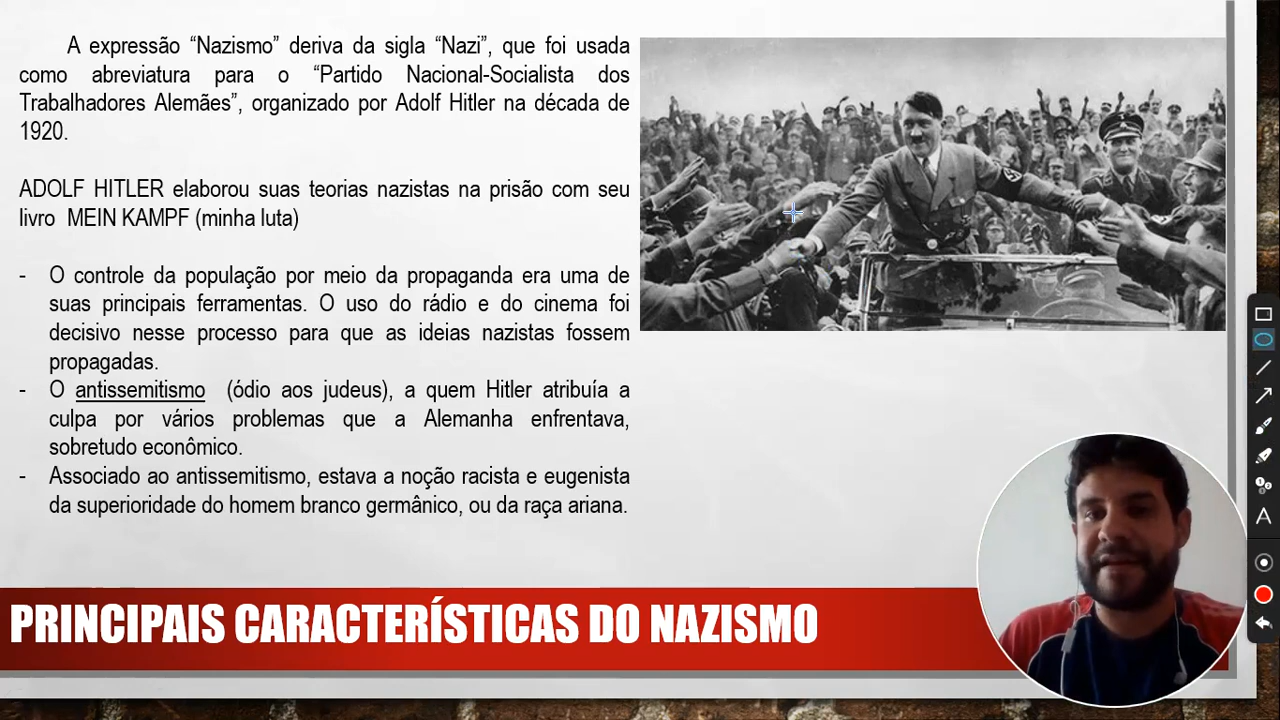 A expressão “Nazismo” deriva da sigla “Nazi”, que foi usada
como abreviatura para o “Partido Nacional-Socialista dos
Trabalhadores Alemães”, organizado por Adolf Hitler na década de
1920.
ADOLF HITLER elaborou suas teorias nazistas na prisão com seu
livro MEIN KAMPF (minha luta)
- O controle da população por meio da propaganda era uma de
suas principais ferramentas. O uso do rádio e do cinema foi
decisivo nesse processo para que as ideias nazistas fossem
propagadas.
- O antissemitismo (ódio aos judeus), a quem Hitler atribuía a
culpa por vários problemas que a Alemanha enfrentava,
sobretudo econômico.
- Associado ao antissemitismo, estava a noção racista e eugenista
da superioridade do homem branco germânico, ou da raça ariana.
PRINCIPAIS CARACTERÍSTICAS DO NAZISMO